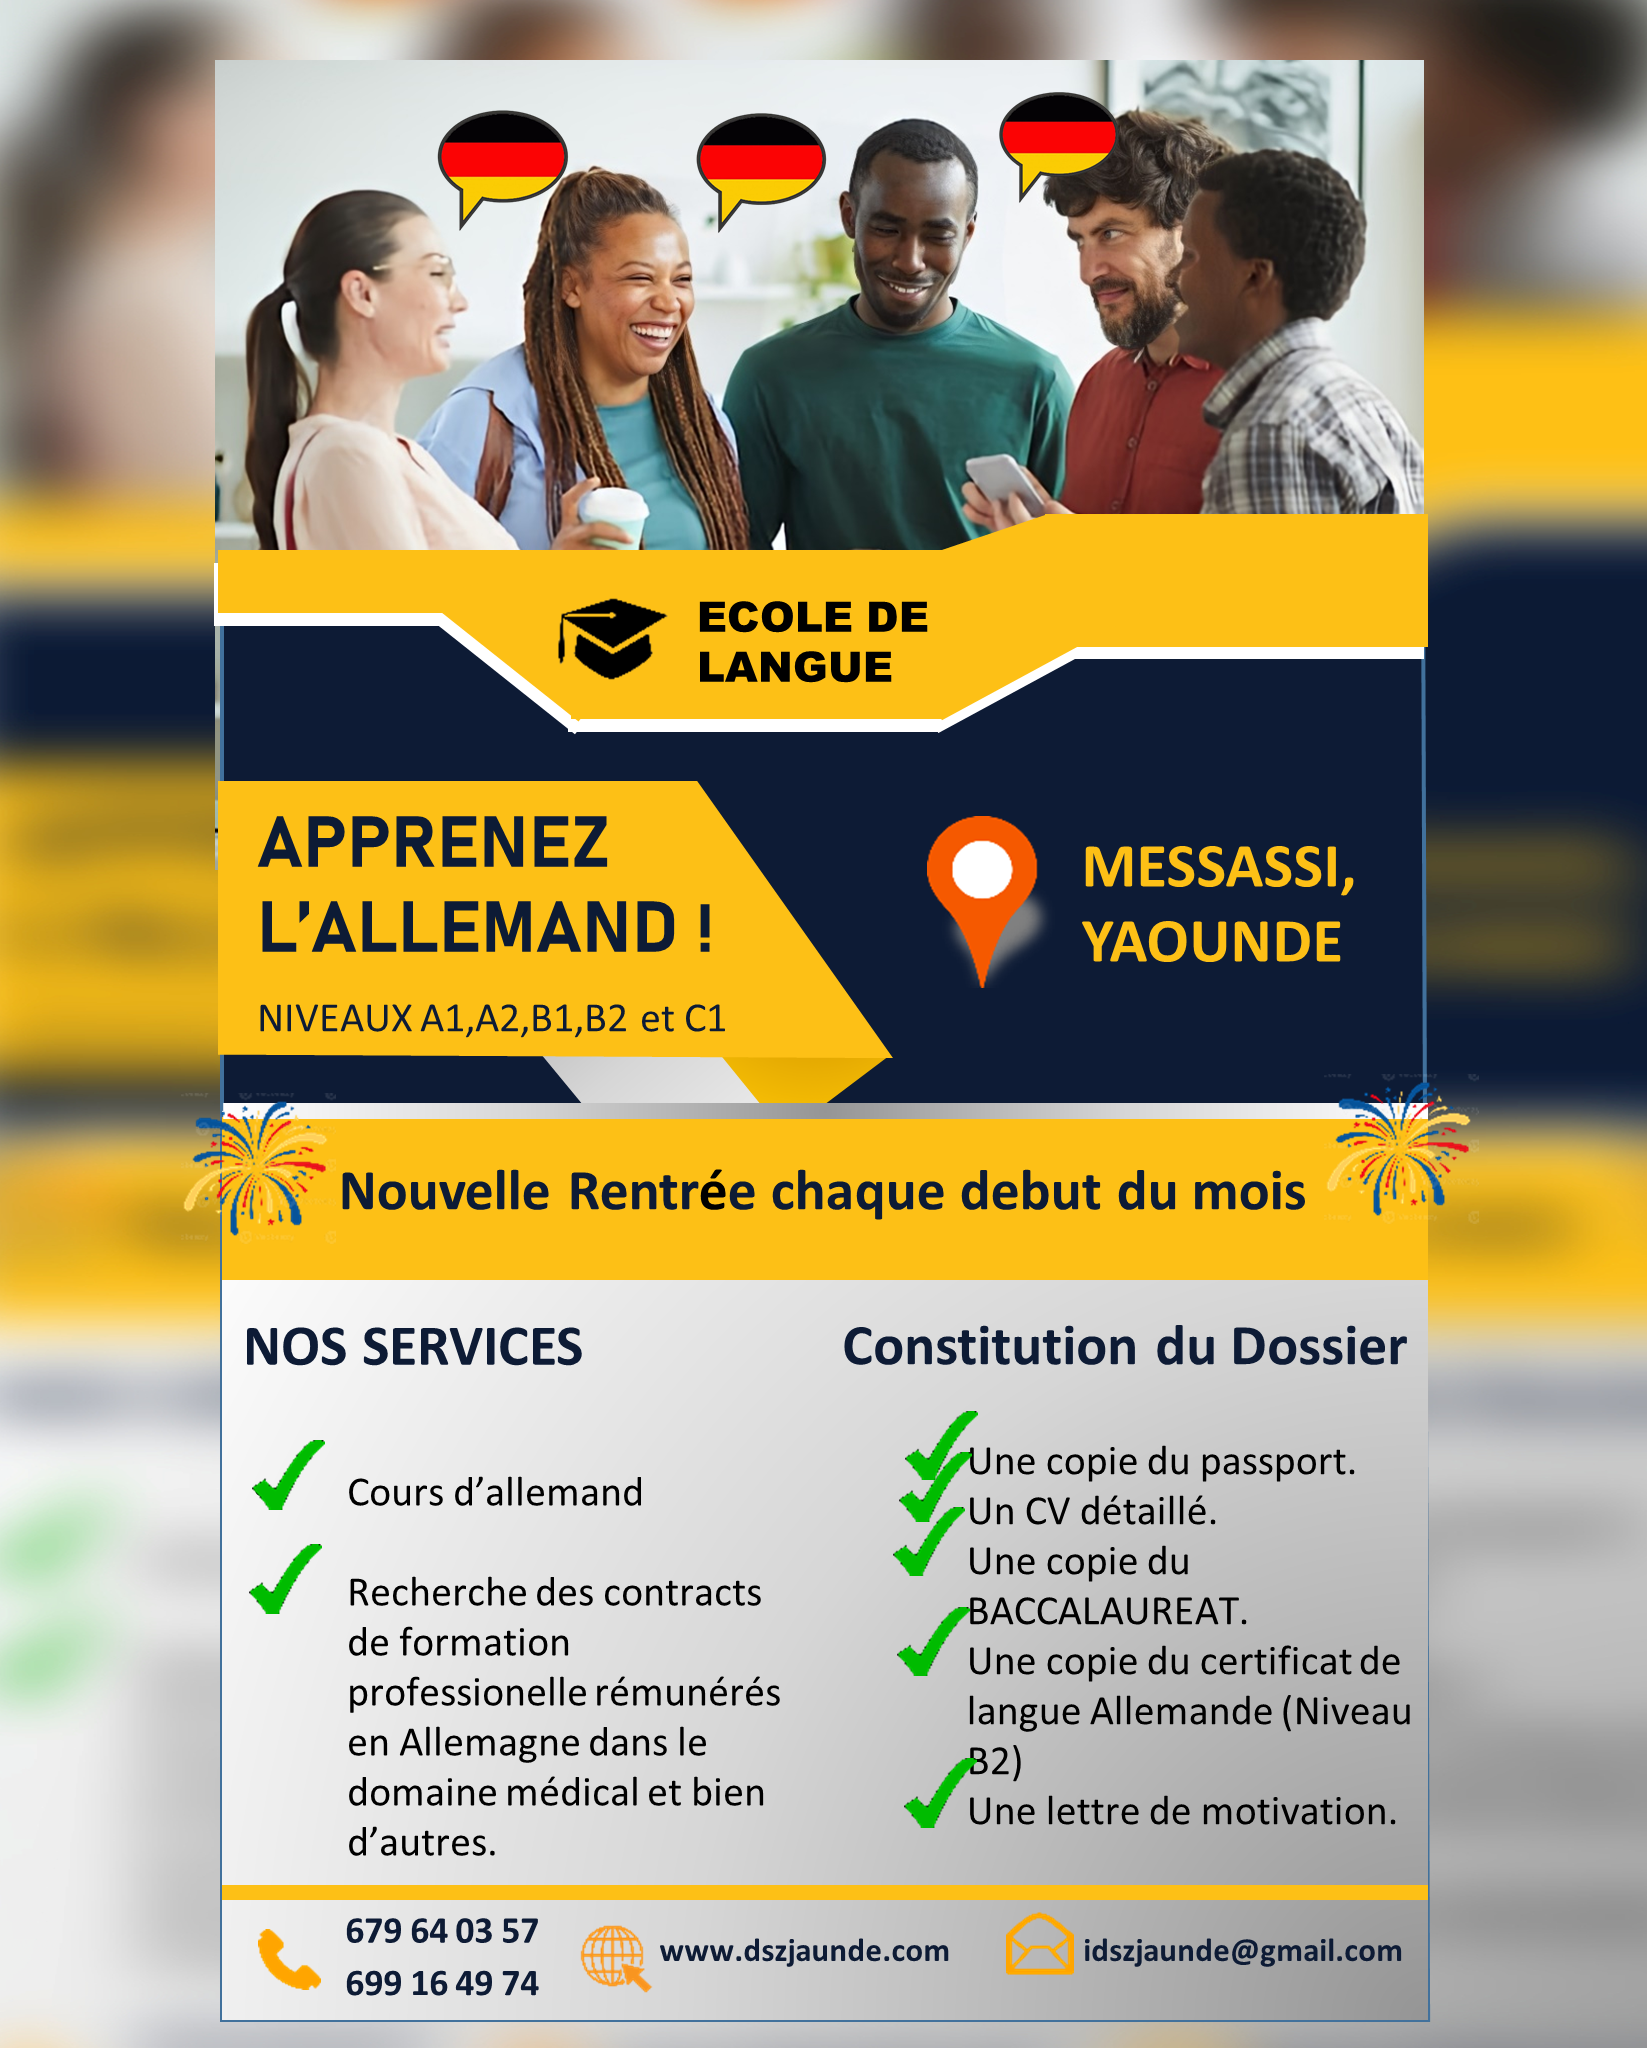 ECOLE DE
LANGUE
APPRENEZ
L’ALLEMAND !
NIVEAUX A1,A2,B1,B2 et C1
MESSASSI,
YAOUNDE
Nouvelle Rentrée chaque debut du mois
NOS SERVICES
Cours d’allemand
Recherche des contracts
de formation
professionelle rémunérés
en Allemagne dans le
domaine médical et bien
d’autres.
Constitution du Dossier
Une copie du passport.
Un CV détaillé.
Une copie du
BACCALAUREAT.
Une copie du certificat de
langue Allemande (Niveau
B2)
Une lettre de motivation.
679 64 03 57
699 16 49 74
www.dszjaunde.com
idszjaunde@gmail.com